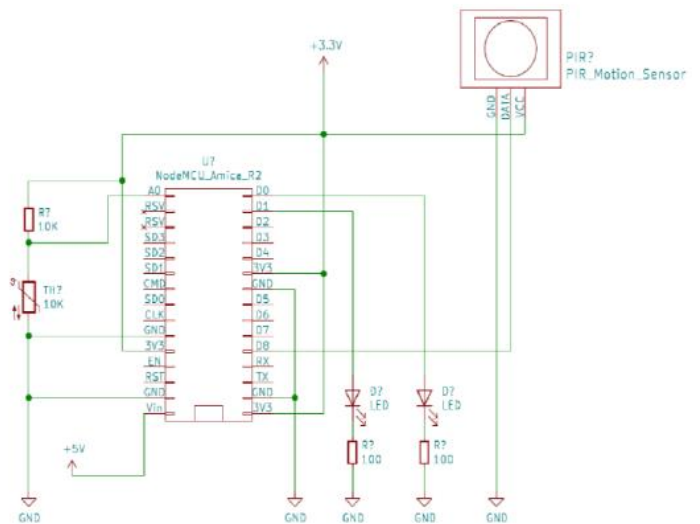 +3.3V
PIR?
PIR_Motion_Sensor
GND
DATA
VCC
U?
NodeMCU_Amica_R2
A0
RSV
RSV
SD3
SD2
SD1
CMD
SD0
CLK
GND
3V3
EN
RST
GND
Vin
D0
D1
D2
D3
D4
3V3
GND
D5
D6
D7
D8
RX
TX
GND
3V3
R?
10K
TH?
10K
+5V
D?
LED
D?
LED
R?
100
R?
100
GND
GND
GND
GND
GND